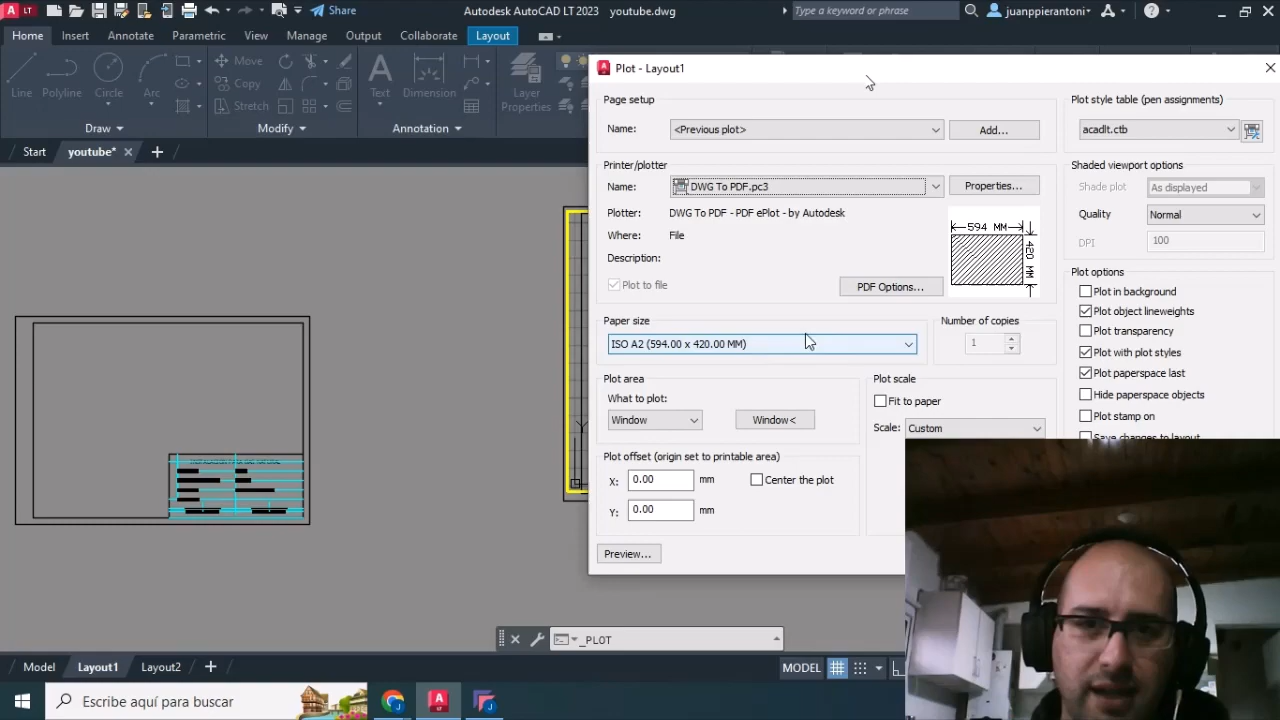 LT
Share
Autodesk AutoCAD LT 2023 youtube.dwg
Type a keyword or phrase
juanppierantoni
?
Home
Insert
Annotate
Parametric
View
Manage
Output
Collaborate
Layout
Line
Polyline
Circle
Arc
Move
Copy
Stretch
Text
Dimension
Layer
Properties
Draw
Modify
Annotation
Start
youtube*
Plot - Layout1
Page setup
Name:
<Previous plot>
Add...
Printer/plotter
Name:
DWG To PDF.pc3
Properties...
Plotter:
DWG To PDF - PDF ePlot - by Autodesk
Where:
File
Description:
Plot to file
PDF Options...
594 MM
420 MM
Paper size
ISO A2 (594.00 x 420.00 MM)
Number of copies
1
Plot area
What to plot:
Window
Window<
Plot scale
Fit to paper
Scale:
Custom
Plot offset (origin set to printable area)
X:
0.00
mm
Center the plot
Y:
0.00
mm
Preview...
Plot style table (pen assignments)
acadlt.ctb
Shaded viewport options
Shade plot
As displayed
Quality
Normal
DPI
100
Plot options
Plot in background
Plot object lineweights
Plot transparency
Plot with plot styles
Plot paperspace last
Hide paperspace objects
Plot stamp on
Save changes to layout
Y
_PLOT
Model
Layout1
Layout2
MODEL
Escribe aquí para buscar